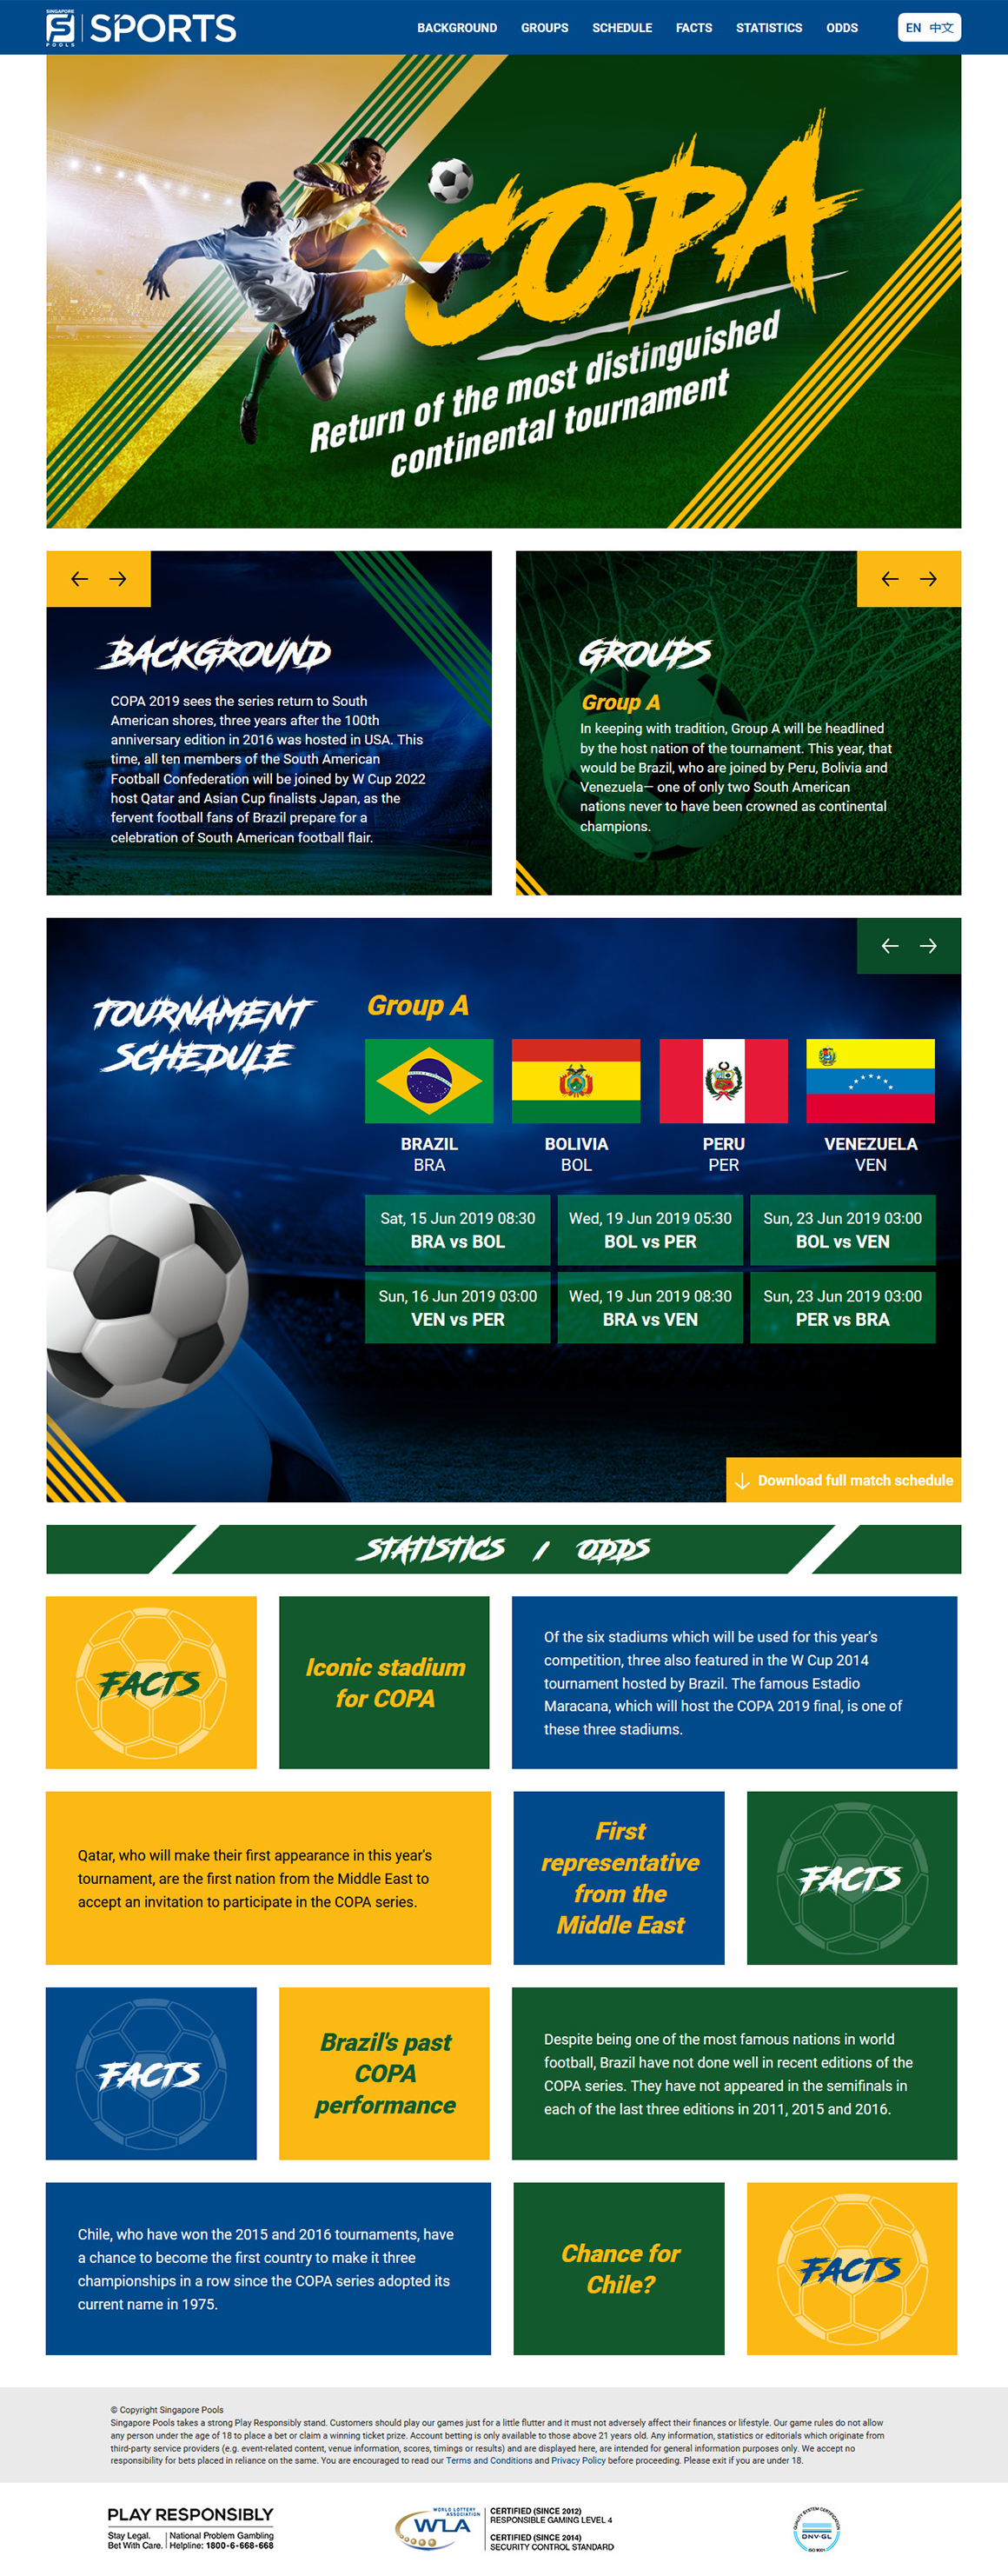 SINGAPORE
POOLS
SPORTS
BACKGROUND GROUPS SCHEDULE FACTS STATISTICS ODDS EN 中文
COPA
Return of the most distinguished
continental tournament
BACKGROUND
COPA 2019 sees the series return to South
American shores, three years after the 100th
anniversary edition in 2016 was hosted in USA. This
time, all ten members of the South American
Football Confederation will be joined by W Cup 2022
host Qatar and Asian Cup finalists Japan, as the
fervent football fans of Brazil prepare for a
celebration of South American football flair.
GROUPS
Group A
In keeping with tradition, Group A will be headlined
by the host nation of the tournament. This year, that
would be Brazil, who are joined by Peru, Bolivia and
Venezuela— one of only two South American
nations never to have been crowned as continental
champions.
TOURNAMENT
SCHEDULE
Group A
BRAZIL BOLIVIA PERU VENEZUELA
BRA BOL PER VEN
Sat, 15 Jun 2019 08:30 Wed, 19 Jun 2019 05:30 Sun, 23 Jun 2019 03:00
BRA vs BOL BOL vs PER BOL vs VEN
Sun, 16 Jun 2019 03:00 Wed, 19 Jun 2019 08:30 Sun, 23 Jun 2019 03:00
VEN vs PER BRA vs VEN PER vs BRA
Download full match schedule
STATISTICS / ODDS
FACTS
Iconic stadium
for COPA
Of the six stadiums which will be used for this year's
competition, three also featured in the W Cup 2014
tournament hosted by Brazil. The famous Estadio
Maracana, which will host the COPA 2019 final, is one of
these three stadiums.
Qatar, who will make their first appearance in this year's
tournament, are the first nation from the Middle East to
accept an invitation to participate in the COPA series.
First
representative
from the
Middle East
FACTS
FACTS
Brazil's past
COPA
performance
Despite being one of the most famous nations in world
football, Brazil have not done well in recent editions of the
COPA series. They have not appeared in the semifinals in
each of the last three editions in 2011, 2015 and 2016.
Chile, who have won the 2015 and 2016 tournaments, have
a chance to become the first country to make it three
championships in a row since the COPA series adopted its
current name in 1975.
Chance for
Chile?
FACTS
© Copyright Singapore Pools
Singapore Pools takes a strong Play Responsibly stand. Customers should play our games just for a little flutter and it must not adversely affect their finances or lifestyle. Our game rules do not allow
any person under the age of 18 to place a bet or claim a winning ticket prize. Account betting is only available to those above 21 years old. Any information, statistics or editorials which originate from
third-party service providers (e.g. event-related content, venue information, scores, timings or results) and are displayed here, are intended for general information purposes only. We accept no
responsibility for bets placed in reliance on the same. You are encouraged to read our Terms and Conditions and Privacy Policy before proceeding. Please exit if you are under 18.
PLAY RESPONSIBLY
Stay Legal. National Problem Gambling
Bet With Care. Helpline: 1800-6-668-668
WORLD LOTTERY
ASSOCIATION
WLA
CERTIFIED (SINCE 2012)
RESPONSIBLE GAMING LEVEL 4
CERTIFIED (SINCE 2014)
SECURITY CONTROL STANDARD
QUALITY SYSTEM CERTIFICATION
DNV·GL
ISO 9001